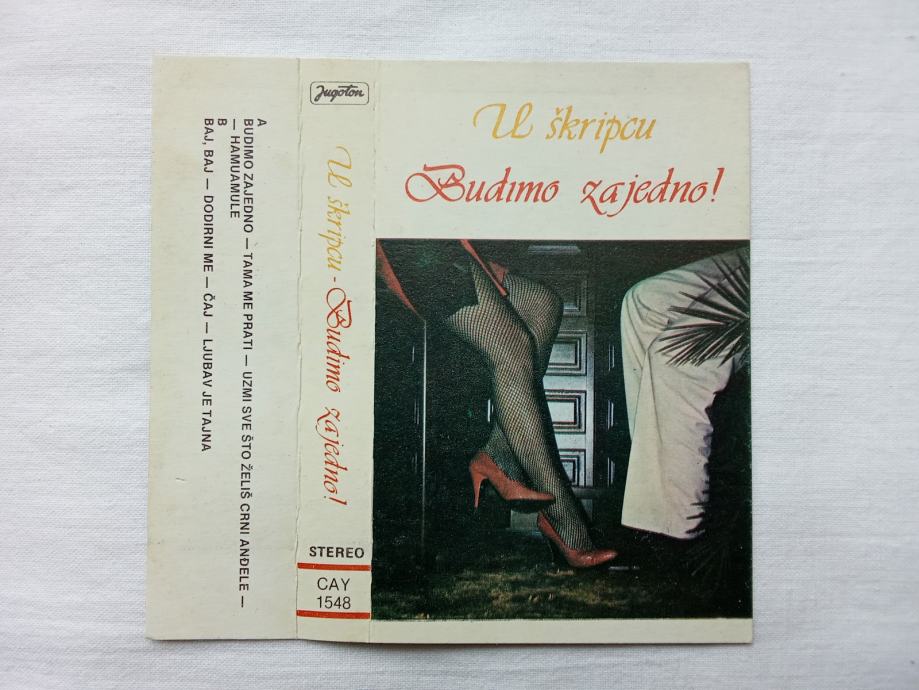 A
BUDIMO ZAJEDNO — TAMA ME PRATI — UZMI SVE ŠTO ŽELIŠ CRNI ANĐELE —
— HAMUAMULE
B
BAJ, BAJ — DODIRNI ME — ČAJ — LJUBAV JE TAJNA
Jugoton
U škripcu - Budimo zajedno!
STEREO
CAY
1548
U škripcu
Budimo zajedno!